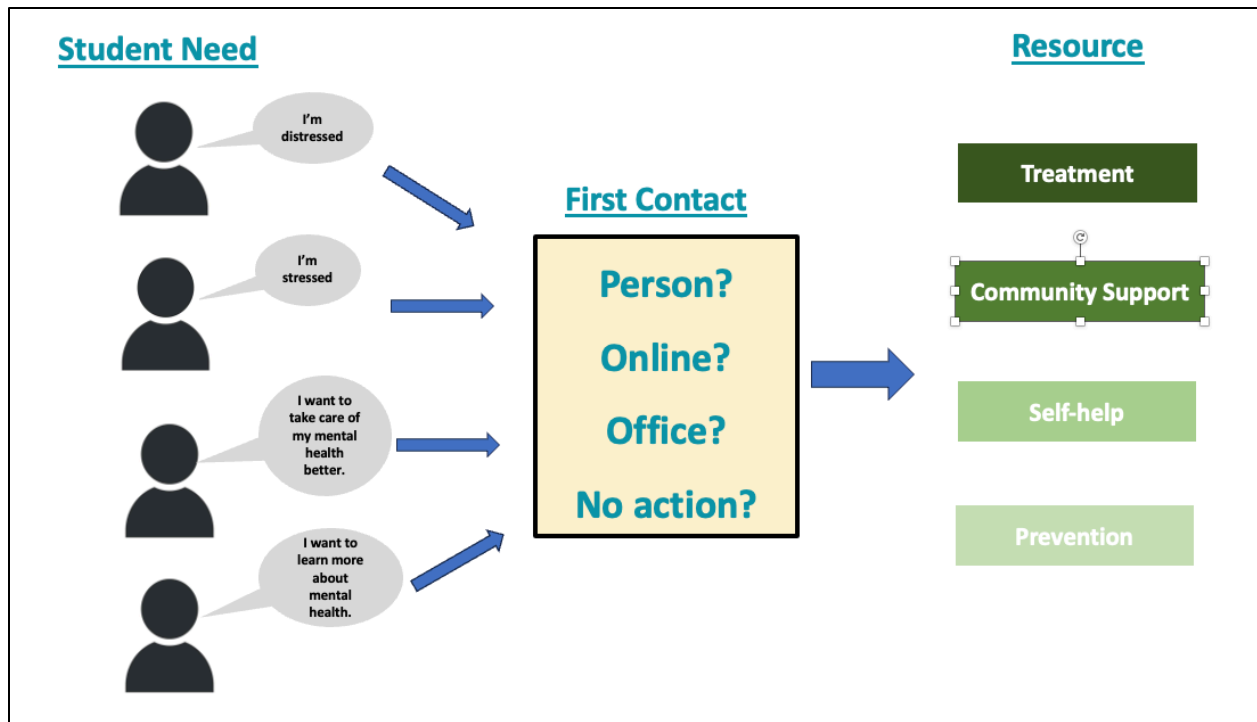 Student Need
I'm
distressed
I'm
stressed
I want to
take care of
my mental
health
better.
I want to
learn more
about
mental
health.
First Contact
Person?
Online?
Office?
No action?
Resource
Treatment
Community Support
Self-help
Prevention